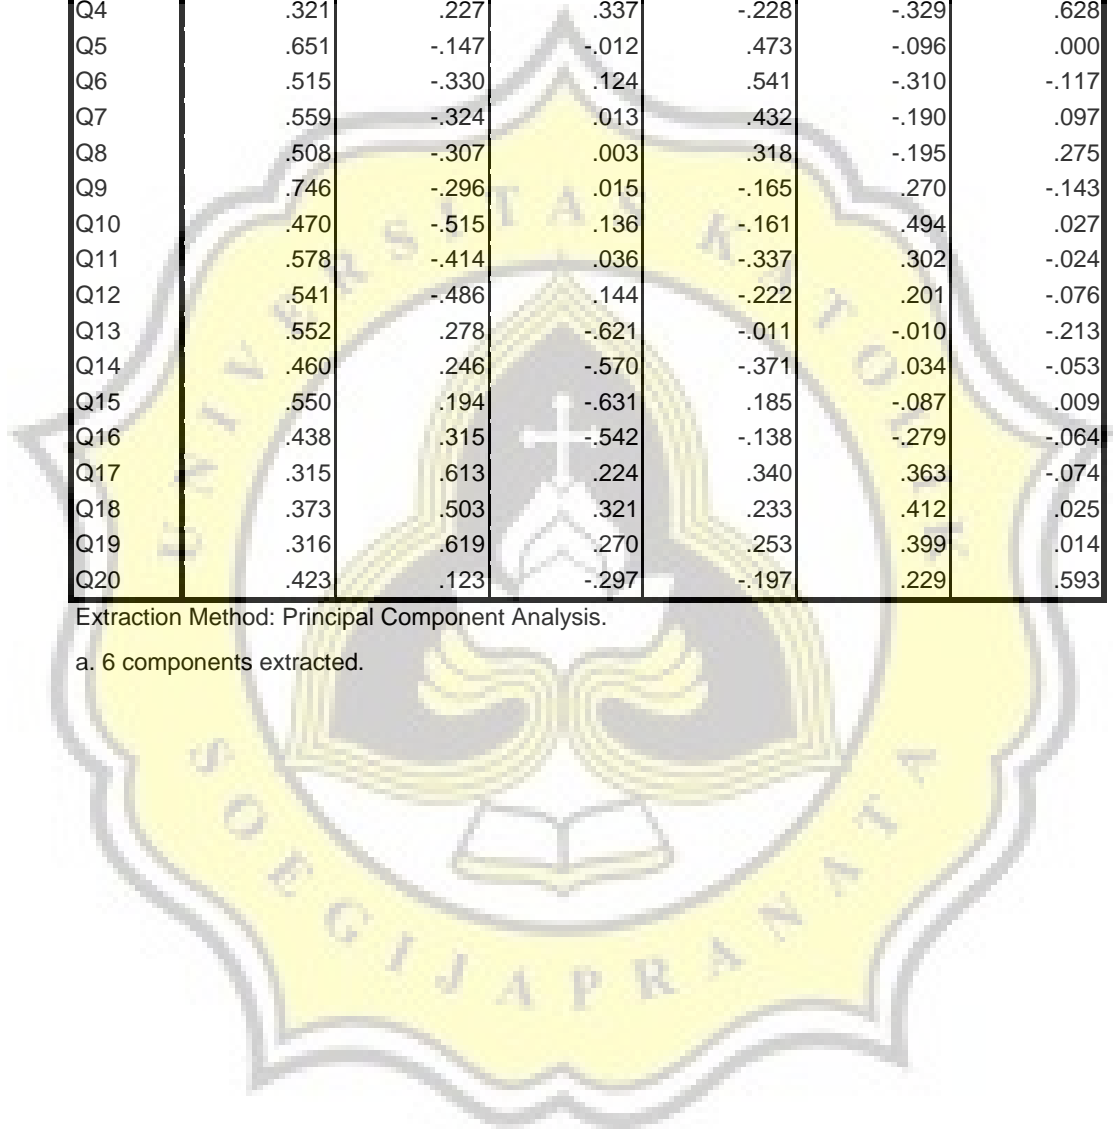 Q4 .321 .227 .337 -.228 -.329 .628
Q5 .651 -.147 -.012 .473 -.096 .000
Q6 .515 -.330 .124 .541 -.310 -.117
Q7 .559 -.324 .013 .432 -.190 .097
Q8 .508 -.307 .003 .318 -.195 .275
Q9 .746 -.296 .015 -.165 .270 -.143
Q10 .470 -.515 .136 -.161 .494 .027
Q11 .578 -.414 .036 -.337 .302 -.024
Q12 .541 -.486 .144 -.222 .201 -.076
Q13 .552 .278 -.621 -.011 -.010 -.213
Q14 .460 .246 -.570 -.371 .034 -.053
Q15 .550 .194 -.631 .185 -.087 .009
Q16 .438 .315 -.542 -.138 -.279 -.064
Q17 .315 .613 .224 .340 .363 -.074
Q18 .373 .503 .321 .233 .412 .025
Q19 .316 .619 .270 .253 .399 .014
Q20 .423 .123 -.297 -.197 .229 .593
Extraction Method: Principal Component Analysis.
a. 6 components extracted.
UNIVERSITAS KATOLIK
SOEGIJAPRANATA